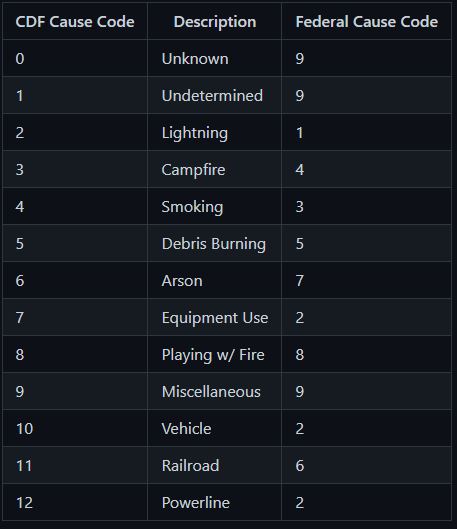 CDF Cause Code Description Federal Cause Code
0 Unknown 9
1 Undetermined 9
2 Lightning 1
3 Campfire 4
4 Smoking 3
5 Debris Burning 5
6 Arson 7
7 Equipment Use 2
8 Playing w/ Fire 8
9 Miscellaneous 9
10 Vehicle 2
11 Railroad 6
12 Powerline 2